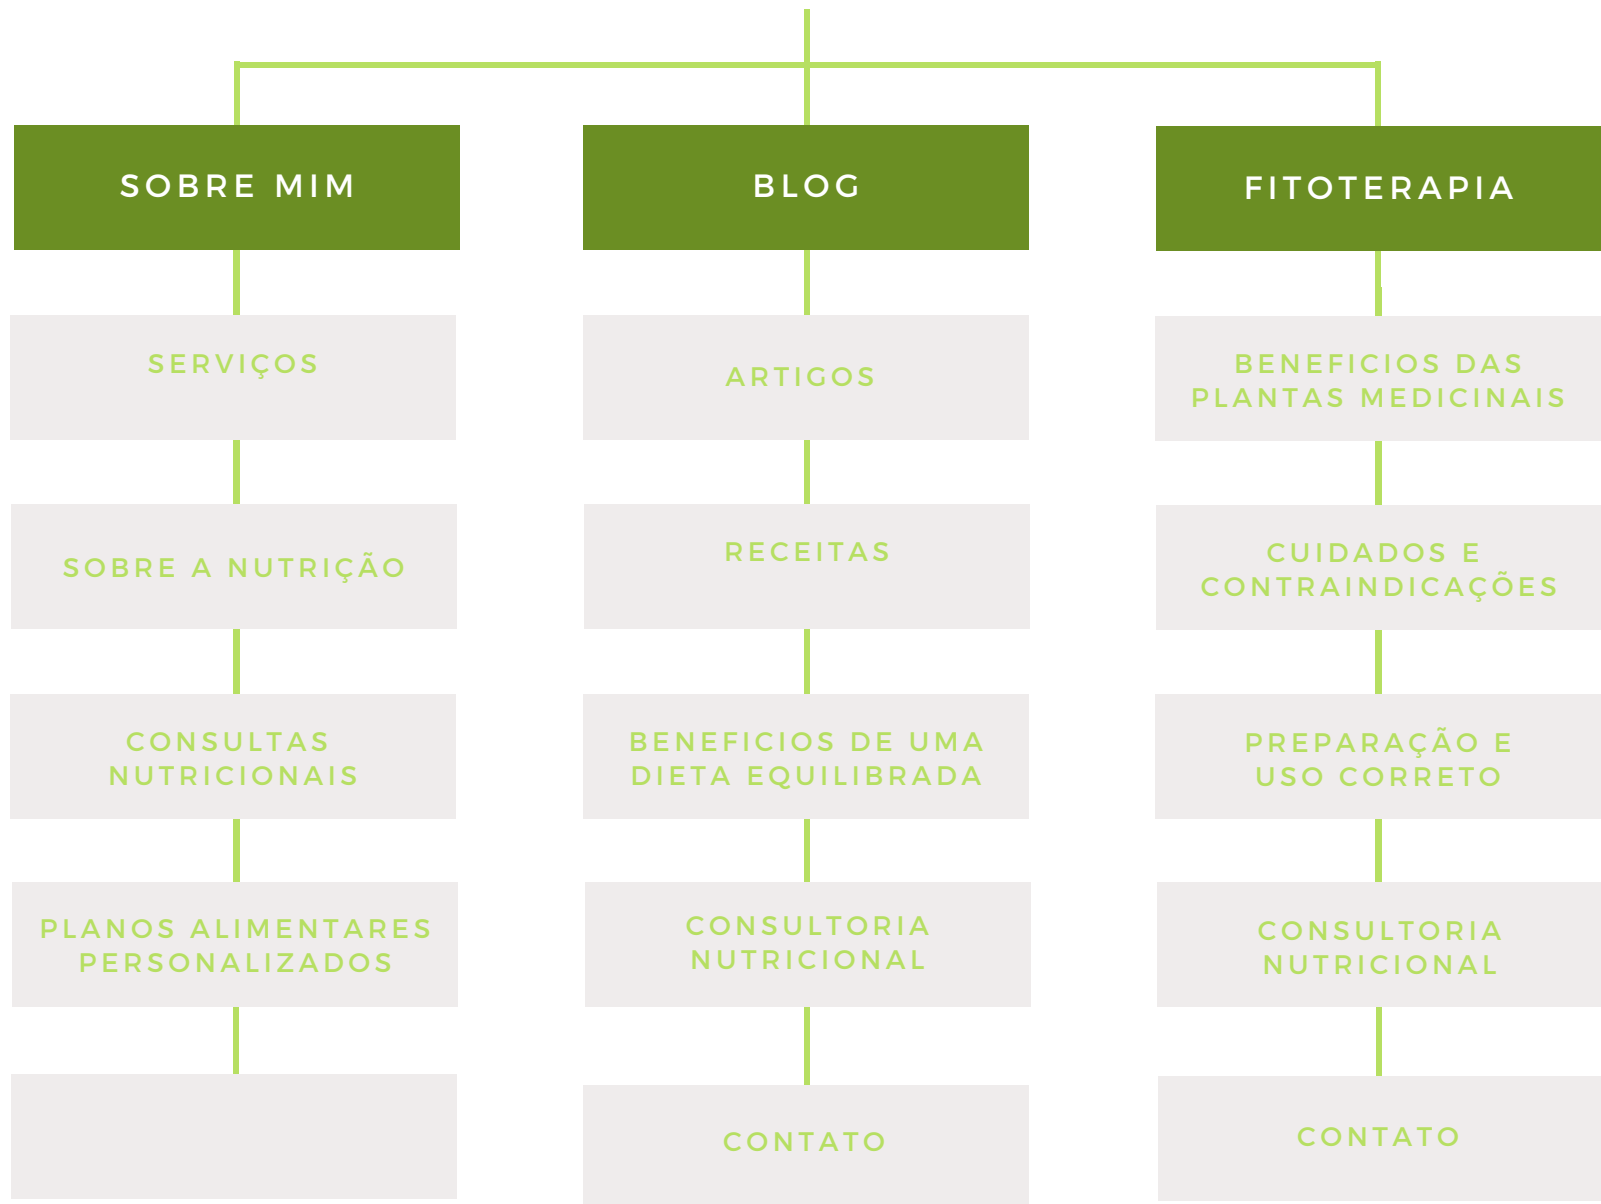 SOBRE MIM
SERVIÇOS
SOBRE A NUTRIÇÃO
CONSULTAS
NUTRICIONAIS
PLANOS ALIMENTARES
PERSONALIZADOS
BLOG
ARTIGOS
RECEITAS
BENEFICIOS DE UMA
DIETA EQUILIBRADA
CONSULTORIA
NUTRICIONAL
CONTATO
FITOTERAPIA
BENEFICIOS DAS
PLANTAS MEDICINAIS
CUIDADOS E
CONTRAINDICAÇÕES
PREPARAÇÃO E
USO CORRETO
CONSULTORIA
NUTRICIONAL
CONTATO